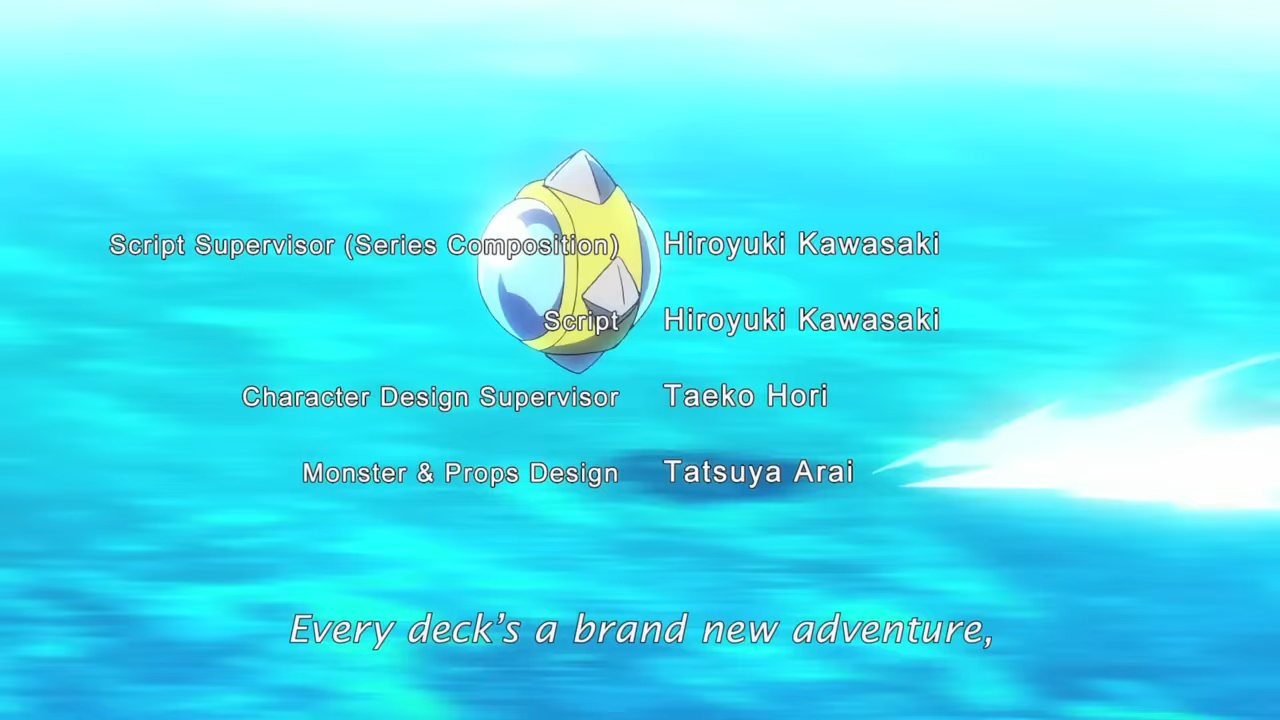 Script Supervisor (Series Composition) Hiroyuki Kawasaki
Script Hiroyuki Kawasaki
Character Design Supervisor Taeko Hori
Monster & Props Design Tatsuya Arai
Every deck's a brand new adventure,